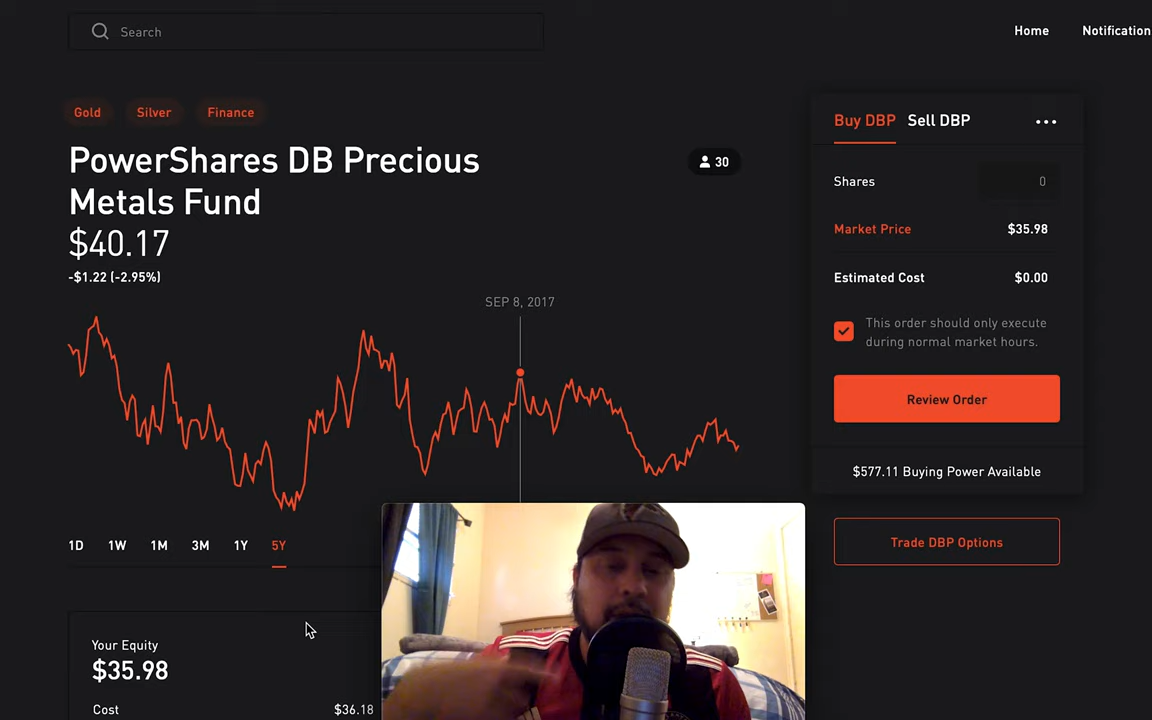 Search
Home
Notification
Gold
Silver
Finance
PowerShares DB Precious
Metals Fund
30
$40.17
-$1.22 (-2.95%)
SEP 8, 2017
1D
1W
1M
3M
1Y
5Y
Your Equity
$35.98
Cost
$36.18
Buy DBP
Sell DBP
Shares
0
Market Price
$35.98
Estimated Cost
$0.00
This order should only execute
during normal market hours.
Review Order
$577.11 Buying Power Available
Trade DBP Options